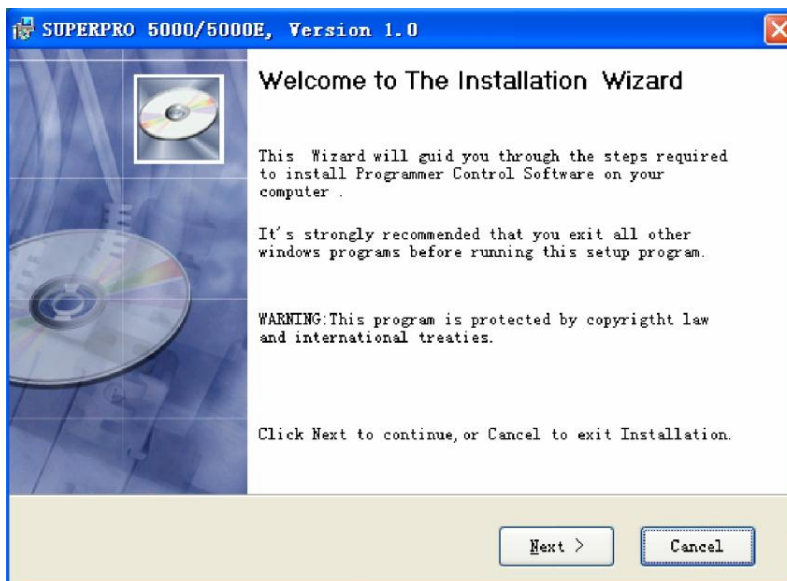 SUPERPRO 5000/5000E, Version 1.0
Welcome to The Installation Wizard
This Wizard will guid you through the steps required
to install Programmer Control Software on your
computer .
It's strongly recommended that you exit all other
windows programs before running this setup program.
WARNING:This program is protected by copyrigtht law
and international treaties.
Click Next to continue,or Cancel to exit Installation.
Next >
Cancel